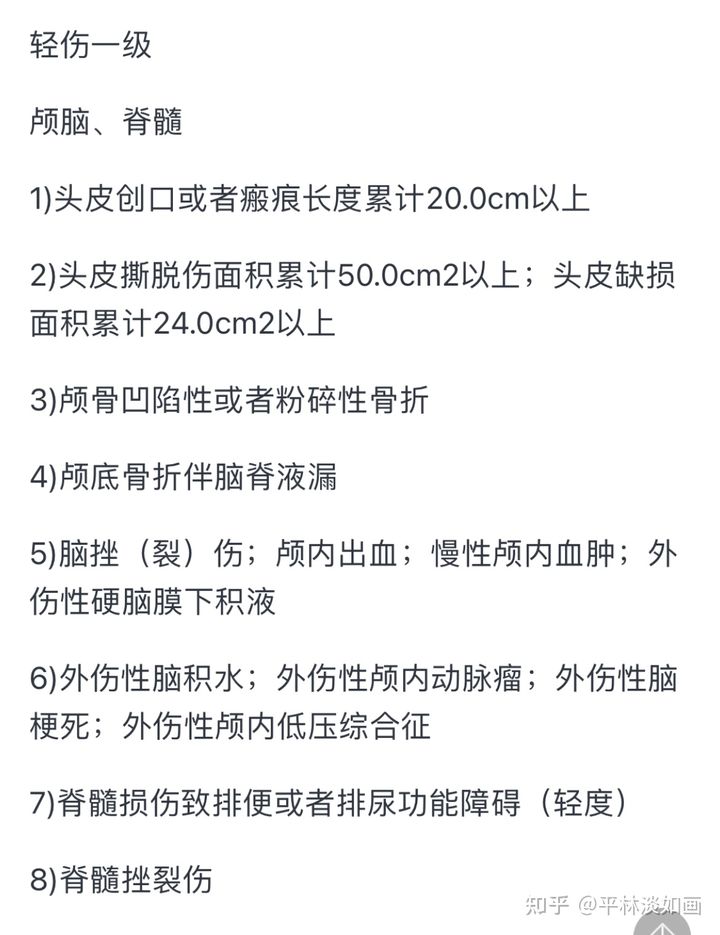 轻伤一级
颅脑、脊髓
1)头皮创口或者瘢痕长度累计20.0cm以上
2)头皮撕脱伤面积累计50.0cm2以上；头皮缺损
面积累计24.0cm2以上
3)颅骨凹陷性或者粉碎性骨折
4)颅底骨折伴脑脊液漏
5)脑挫（裂）伤；颅内出血；慢性颅内血肿；外
伤性硬脑膜下积液
6)外伤性脑积水；外伤性颅内动脉瘤；外伤性脑
梗死；外伤性颅内低压综合征
7)脊髓损伤致排便或者排尿功能障碍（轻度）
8)脊髓挫裂伤
知乎 @平林淡如画